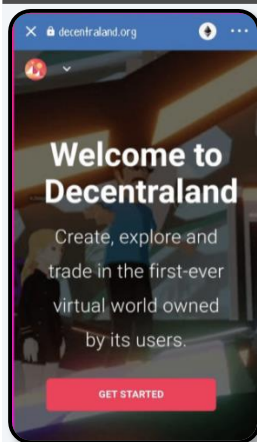 decentraland.org
Welcome to
Decentraland
Create, explore and
trade in the first-ever
virtual world owned
by its users.
GET STARTED